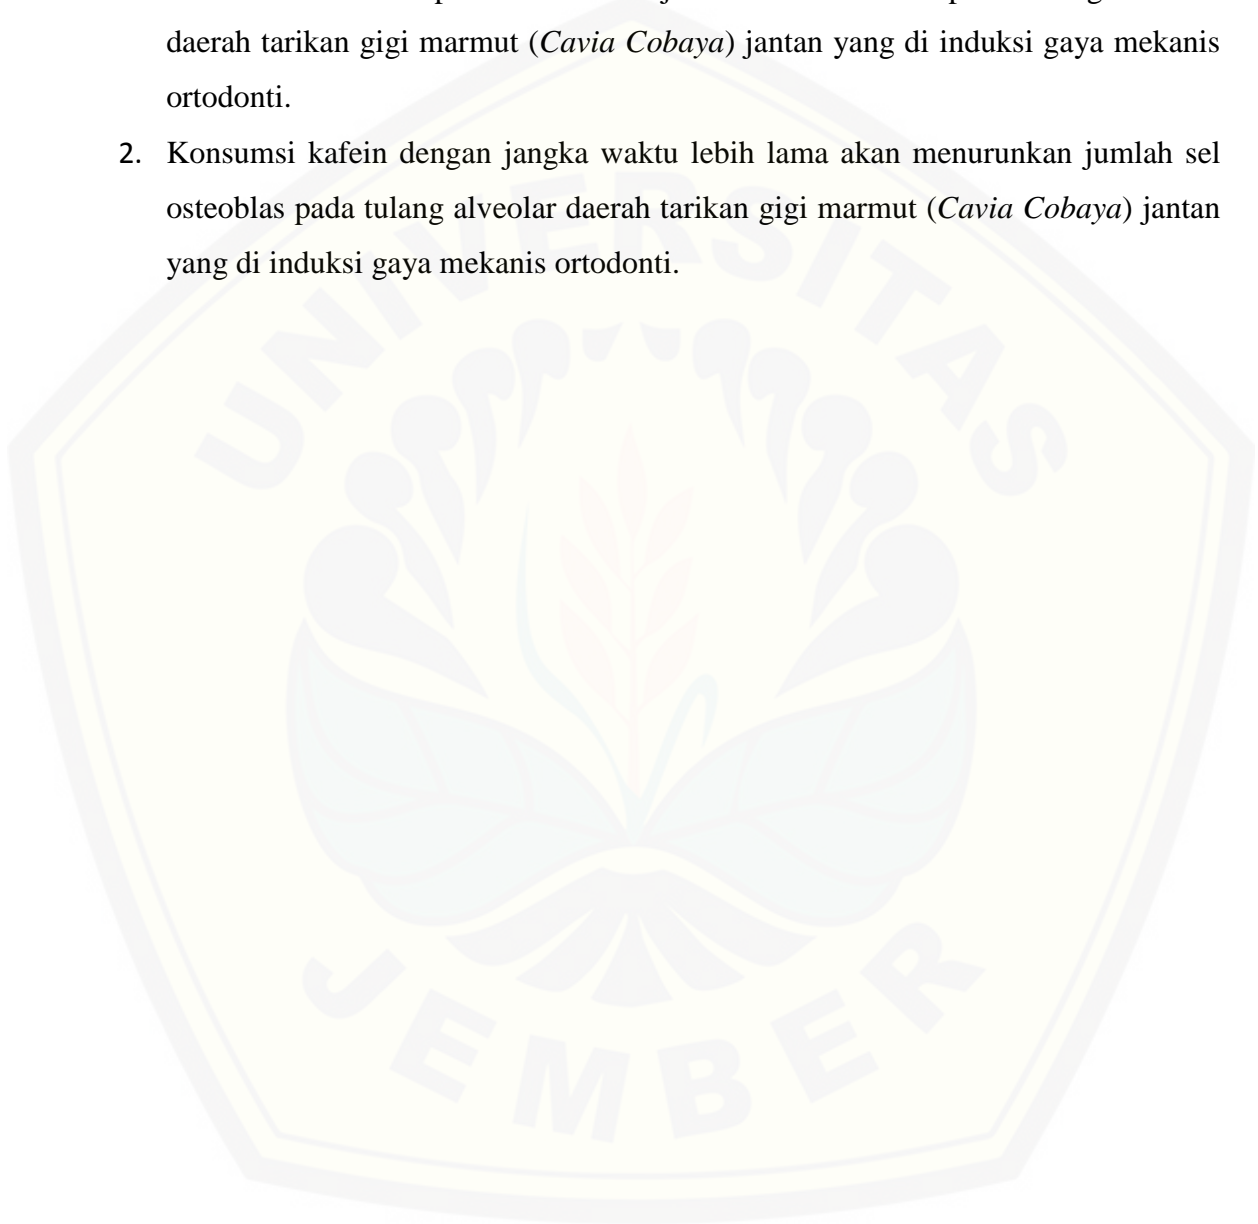 daerah tarikan gigi marmut (Cavia Cobaya) jantan yang di induksi gaya mekanis
ortodonti.
2. Konsumsi kafein dengan jangka waktu lebih lama akan menurunkan jumlah sel
osteoblas pada tulang alveolar daerah tarikan gigi marmut (Cavia Cobaya) jantan
yang di induksi gaya mekanis ortodonti.
UNIVERSITAS
JEMBER